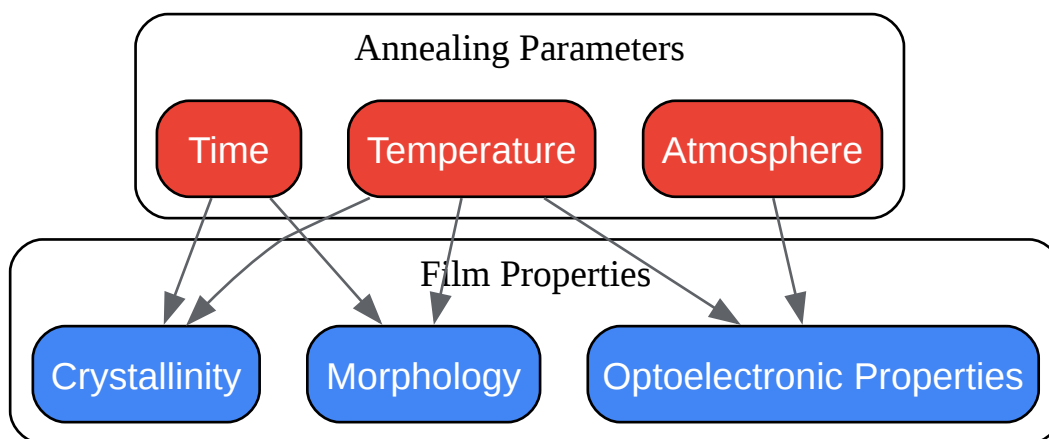 Annealing Parameters
Time
Temperature
Atmosphere
Film Properties
Crystallinity
Morphology
Optoelectronic Properties